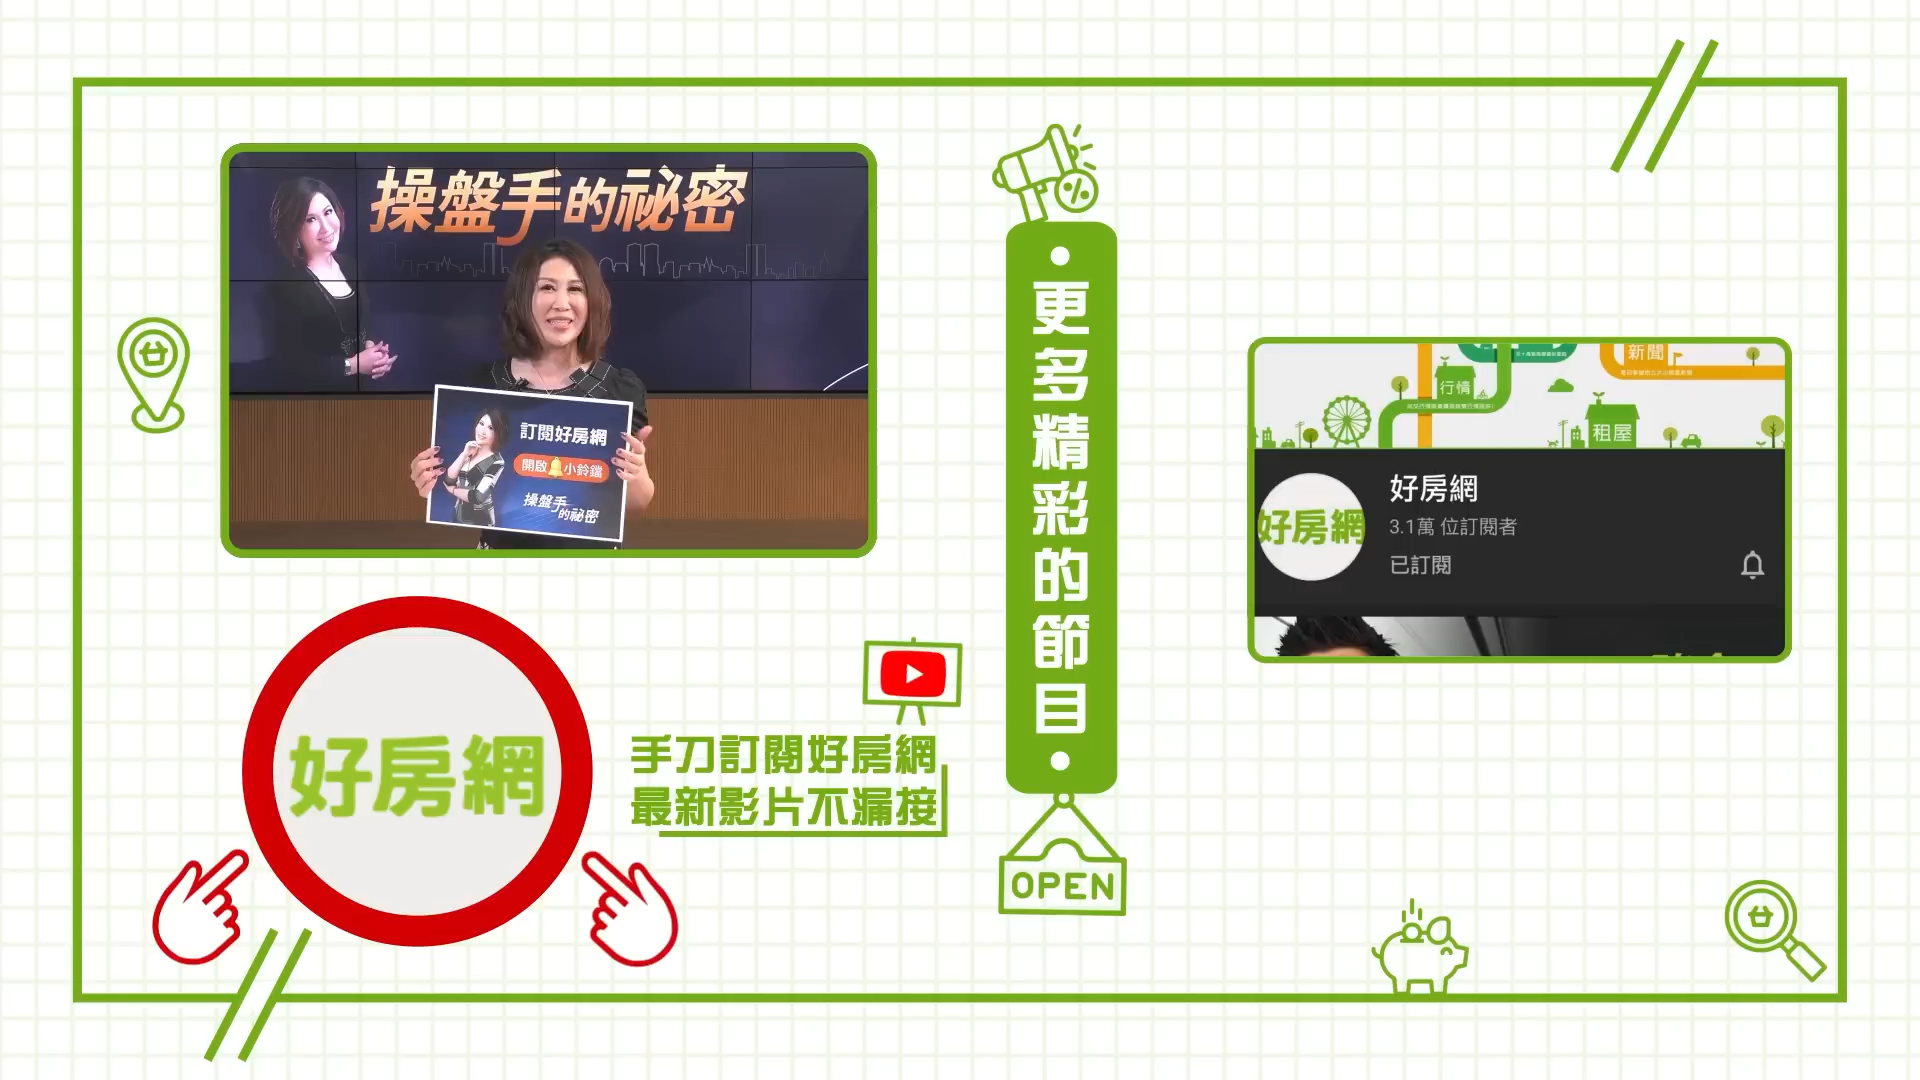 操盤手的祕密
訂閱好房網
開啟🔔小鈴鐺
操盤手的祕密
好房網
手刀訂閱好房網
最新影片不漏接
更多精彩的節目
OPEN
新聞
行情
租屋
好房網
好房網
3.1萬 位訂閱者
已訂閱